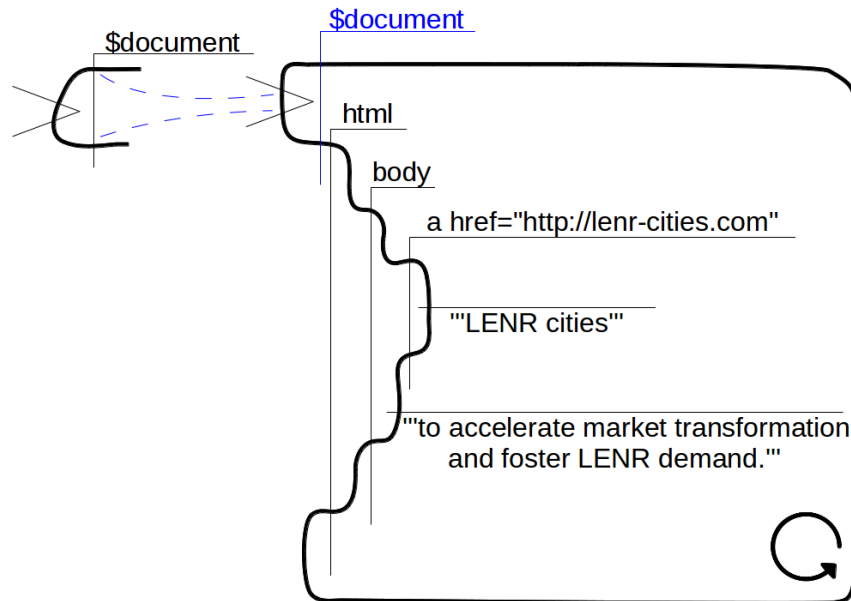 $document
$document
html
body
a href="http://lenr-cities.com"
'''LENR cities'''
'''to accelerate market transformation
and foster LENR demand.'''